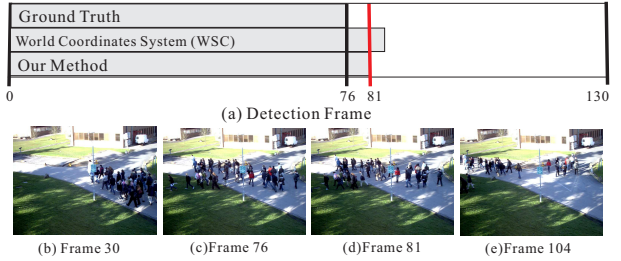 Ground Truth
World Coordinates System (WSC)
Our Method
0 76 81 130
(a) Detection Frame
(b) Frame 30 (c)Frame 76 (d)Frame 81 (e)Frame 104